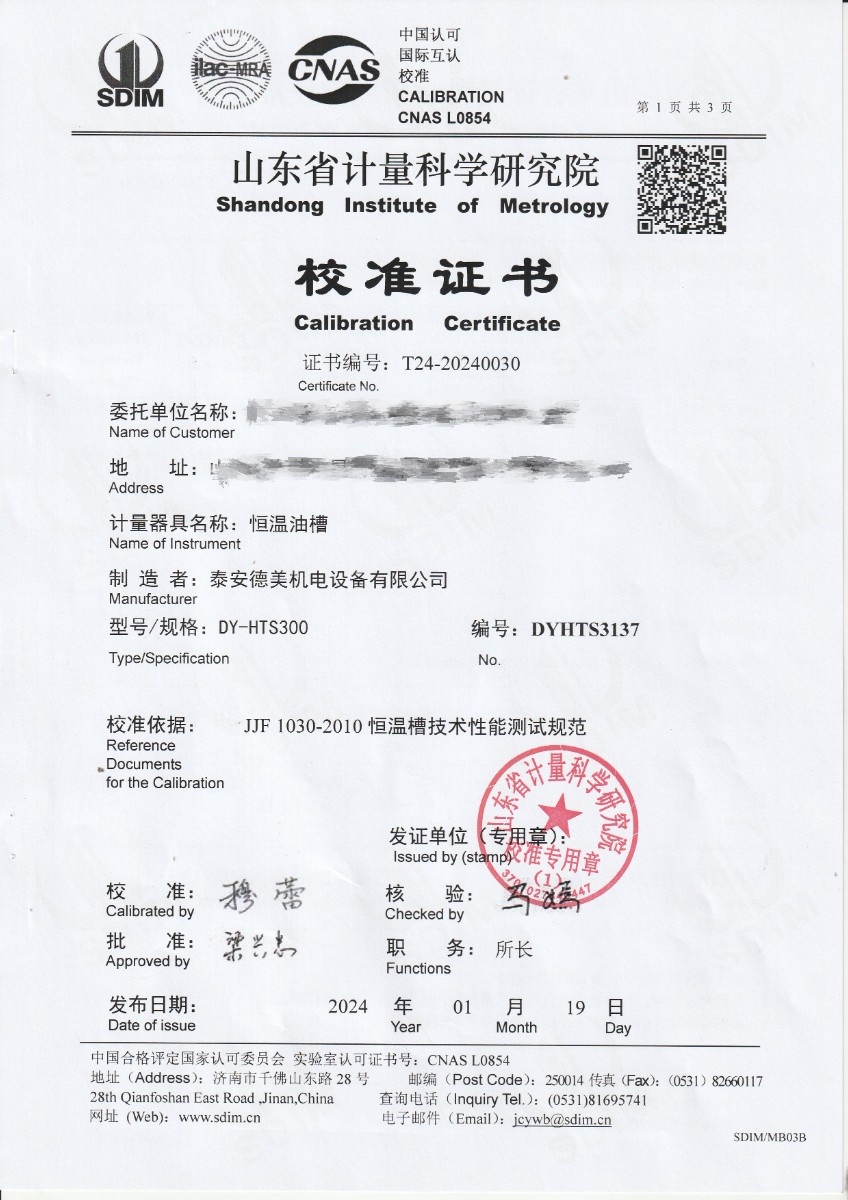 SDIM
ilac-MRA
CNAS
中国认可
国际互认
校准
CALIBRATION
CNAS L0854
第 1 页 共 3 页
山东省计量科学研究院
Shandong Institute of Metrology
校准证书
Calibration Certificate
证书编号：T24-20240030
Certificate No.
委托单位名称：
Name of Customer
地 址：
Address
计量器具名称：恒温油槽
Name of Instrument
制 造 者：泰安德美机电设备有限公司
Manufacturer
型号/规格：DY-HTS300 编号：DYHTS3137
Type/Specification No.
校准依据： JJF 1030-2010 恒温槽技术性能测试规范
Reference
Documents
for the Calibration
山东省计量科学研究院
校准专用章
（1）
发证单位（专用章）：
Issued by (stamp)
校 准： 穆蕾 核 验：
Calibrated by Checked by
批 准： 梁兴忠 职 务： 所长
Approved by Functions
发布日期： 2024 年 01 月 19 日
Date of issue Year Month Day
中国合格评定国家认可委员会 实验室认可证书号：CNAS L0854
地址（Address）：济南市千佛山东路 28 号 邮编（Post Code）：250014 传真（Fax）：（0531）82660117
28th Qianfoshan East Road ,Jinan,China 查询电话（Inquiry Tel.）：(0531)81695741
网址（Web）：www.sdim.cn 电子邮件（Email）：jcywb@sdim.cn
SDIM/MB03B